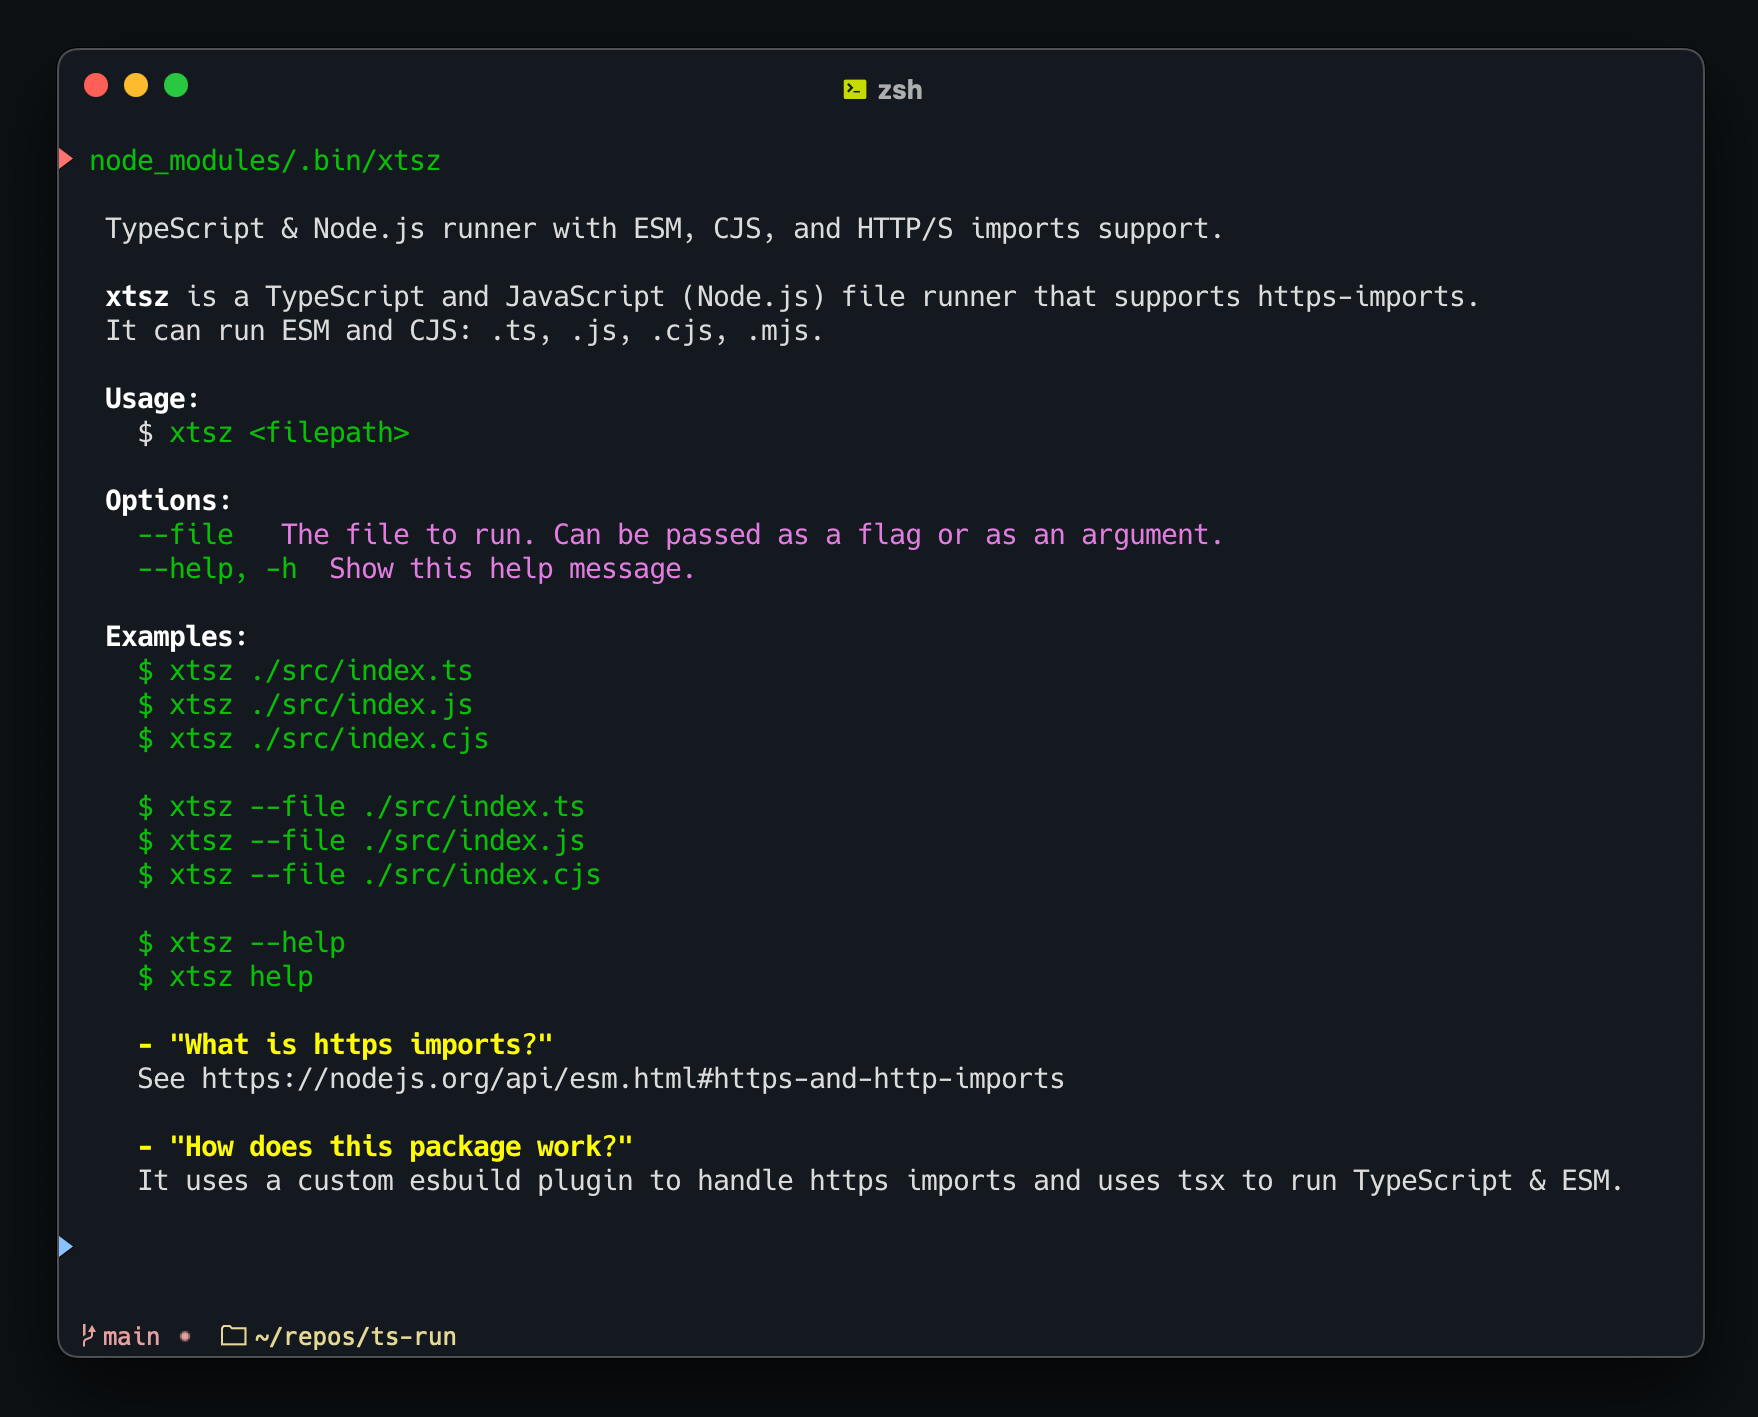 zsh
node_modules/.bin/xtsz
TypeScript & Node.js runner with ESM, CJS, and HTTP/S imports support.
xtsz is a TypeScript and JavaScript (Node.js) file runner that supports https-imports.
It can run ESM and CJS: .ts, .js, .cjs, .mjs.
Usage:
$ xtsz <filepath>
Options:
--file   The file to run. Can be passed as a flag or as an argument.
--help, -h  Show this help message.
Examples:
$ xtsz ./src/index.ts
$ xtsz ./src/index.js
$ xtsz ./src/index.cjs
$ xtsz --file ./src/index.ts
$ xtsz --file ./src/index.js
$ xtsz --file ./src/index.cjs
$ xtsz --help
$ xtsz help
- "What is https imports?"
See https://nodejs.org/api/esm.html#https-and-http-imports
- "How does this package work?"
It uses a custom esbuild plugin to handle https imports and uses tsx to run TypeScript & ESM.
main • ~/repos/ts-run